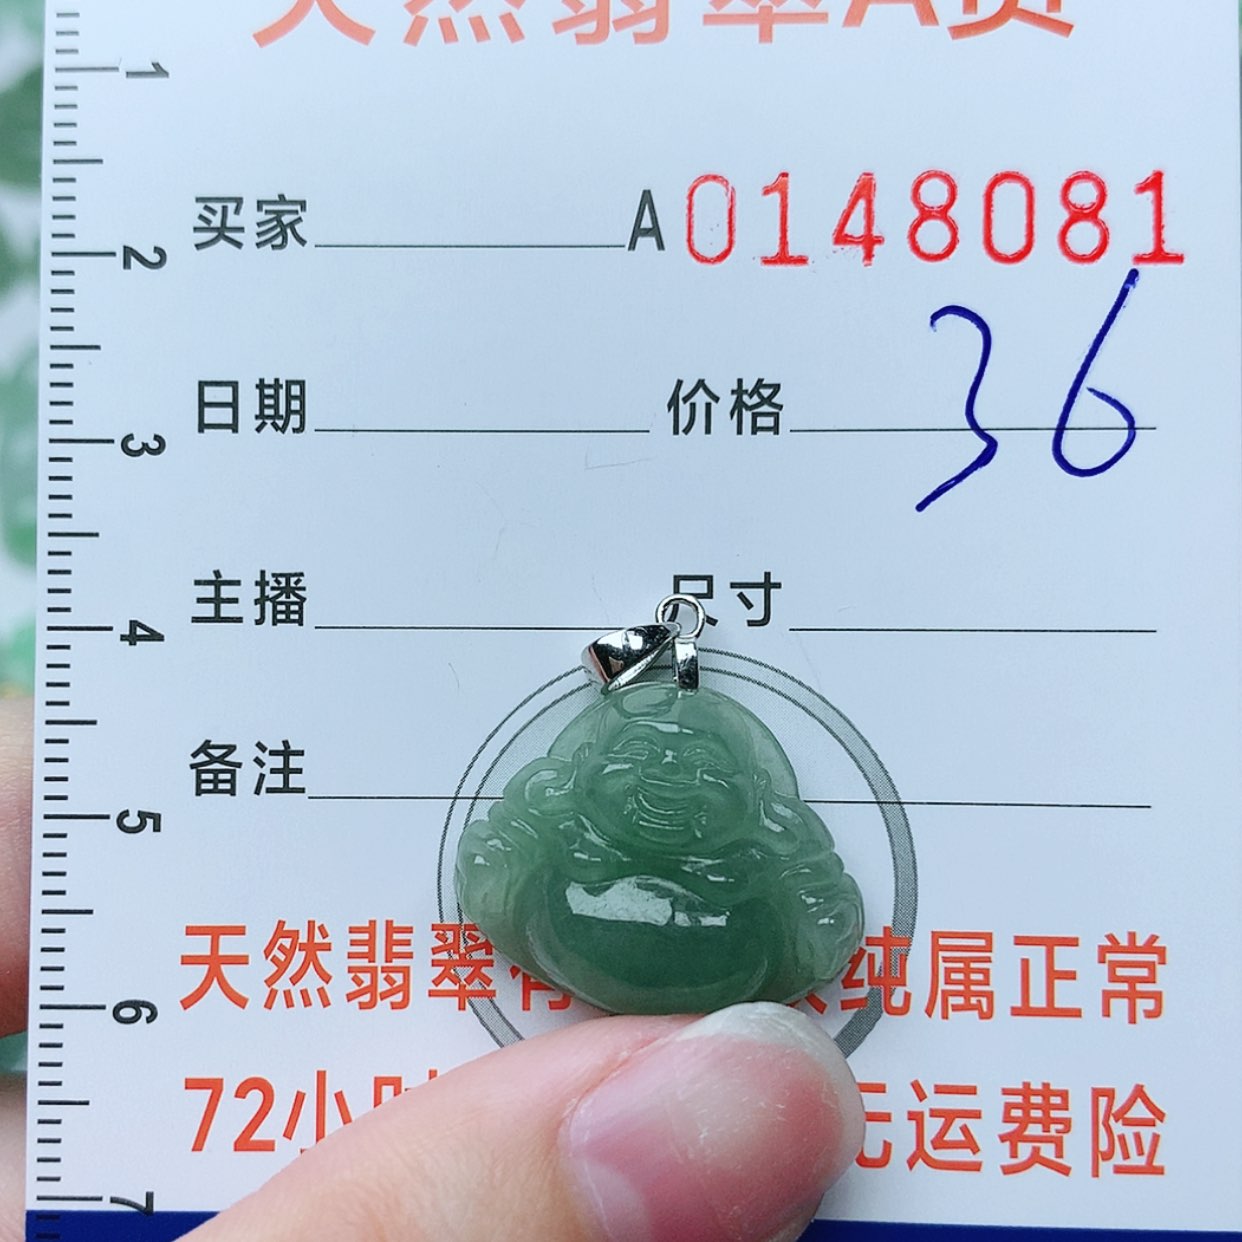 天然翡翠A货
1
买家 A0148081
2
36
日期 价格
3
主播 尺寸
4
备注
5
天然翡翠有 纯属正常
6
72小时 无运费险
7